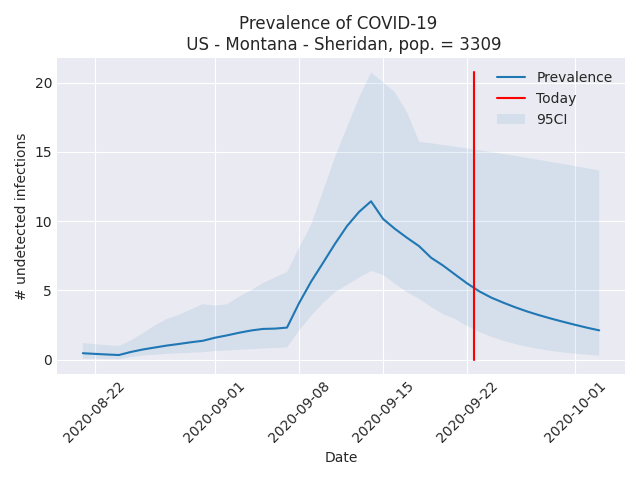 Prevalence of COVID-19
US - Montana - Sheridan, pop. = 3309
Prevalence
Today
95CI
# undetected infections
20
15
10
5
0
2020-08-22
2020-09-01
2020-09-08
2020-09-15
2020-09-22
2020-10-01
Date